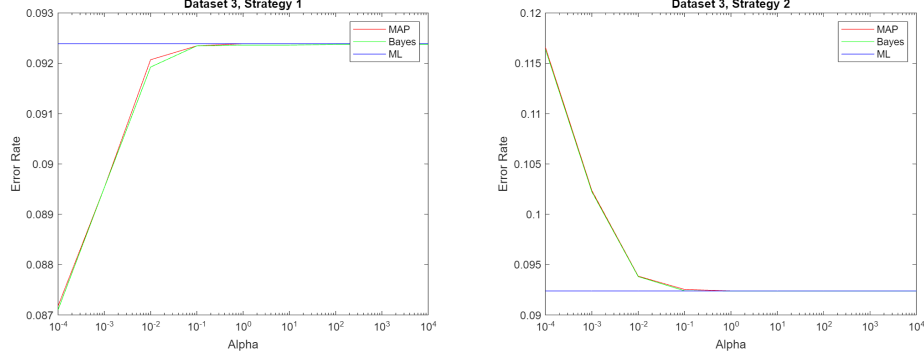 Dataset 3, Strategy 1
0.093
0.092
0.091
0.09
0.089
0.088
0.087
Error Rate
MAP
Bayes
ML
10^-4
10^-3
10^-2
10^-1
10^0
10^1
10^2
10^3
10^4
Alpha
Dataset 3, Strategy 2
0.12
0.115
0.11
0.105
0.1
0.095
0.09
Error Rate
MAP
Bayes
ML
10^-4
10^-3
10^-2
10^-1
10^0
10^1
10^2
10^3
10^4
Alpha